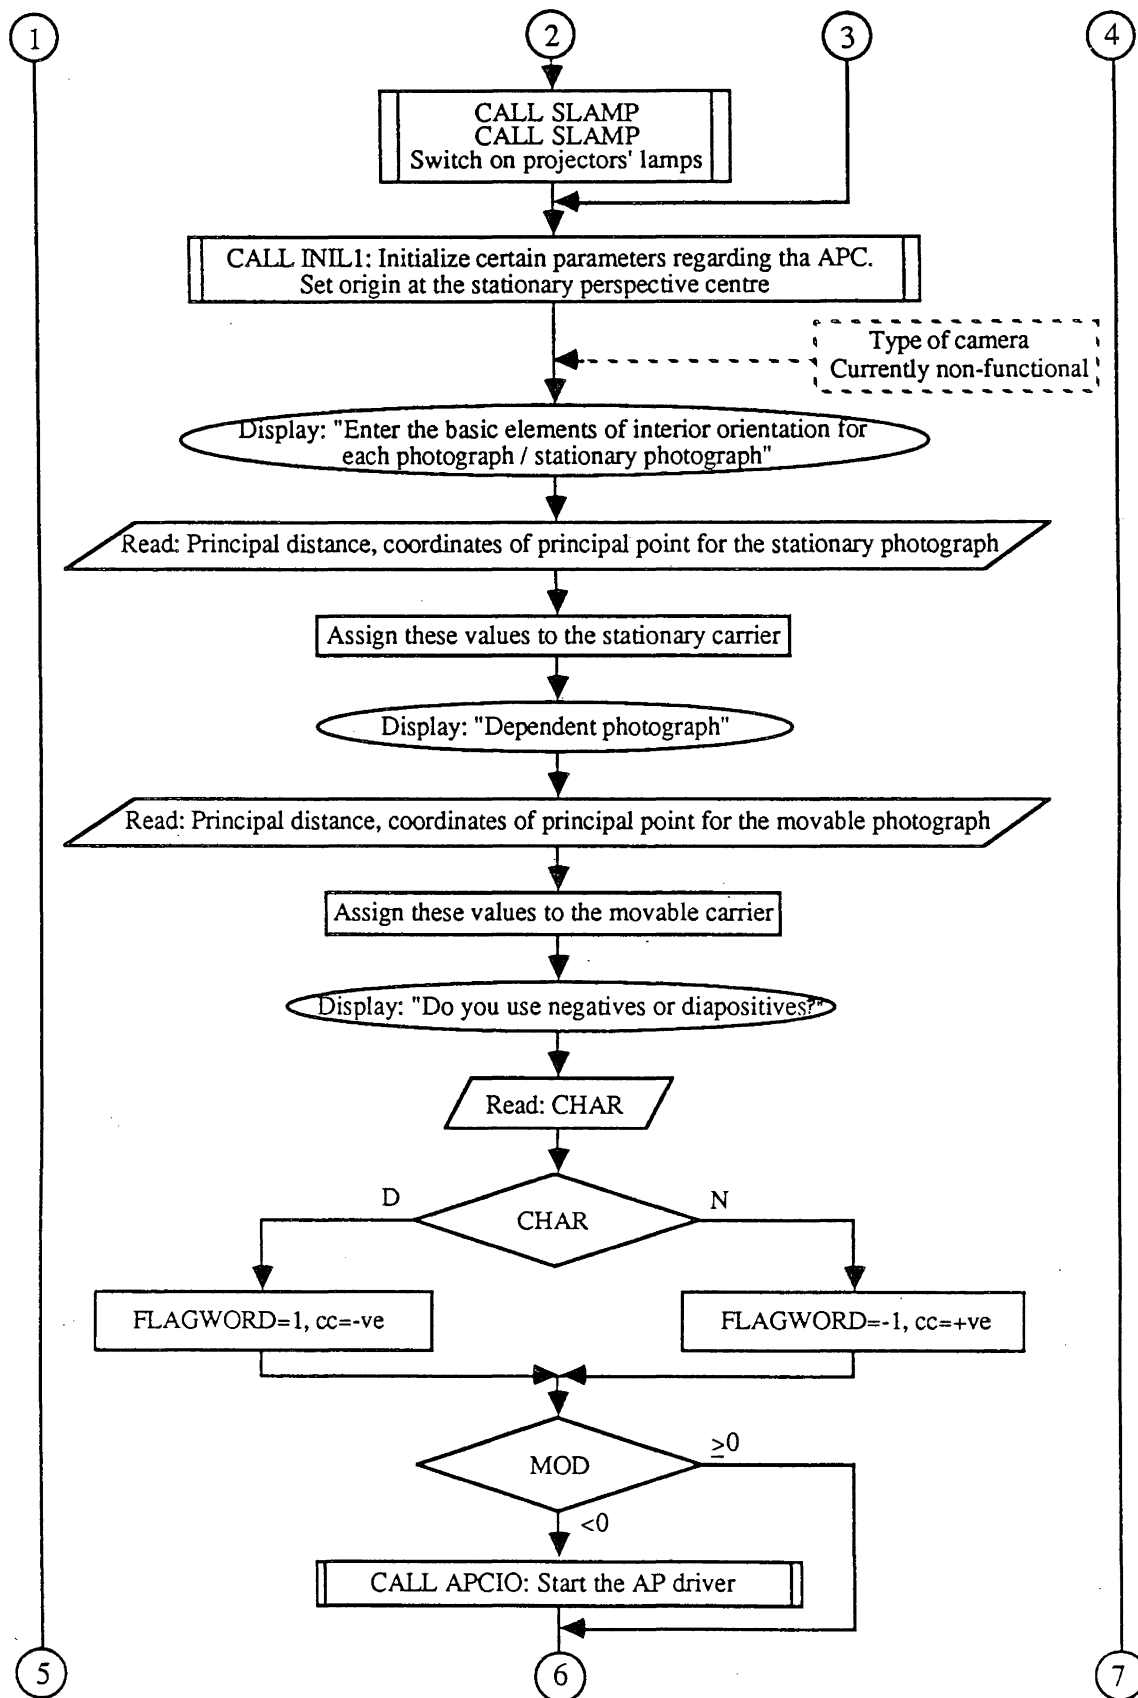 1
2
3
4
CALL SLAMP
CALL SLAMP
Switch on projectors' lamps
CALL INIL1: Initialize certain parameters regarding tha APC.
Set origin at the stationary perspective centre
Type of camera
Currently non-functional
Display: "Enter the basic elements of interior orientation for
each photograph / stationary photograph"
Read: Principal distance, coordinates of principal point for the stationary photograph
Assign these values to the stationary carrier
Display: "Dependent photograph"
Read: Principal distance, coordinates of principal point for the movable photograph
Assign these values to the movable carrier
Display: "Do you use negatives or diapositives?"
Read: CHAR
D
N
CHAR
FLAGWORD=1, cc=-ve
FLAGWORD=-1, cc=+ve
≥0
MOD
<0
CALL APCIO: Start the AP driver
5
6
7